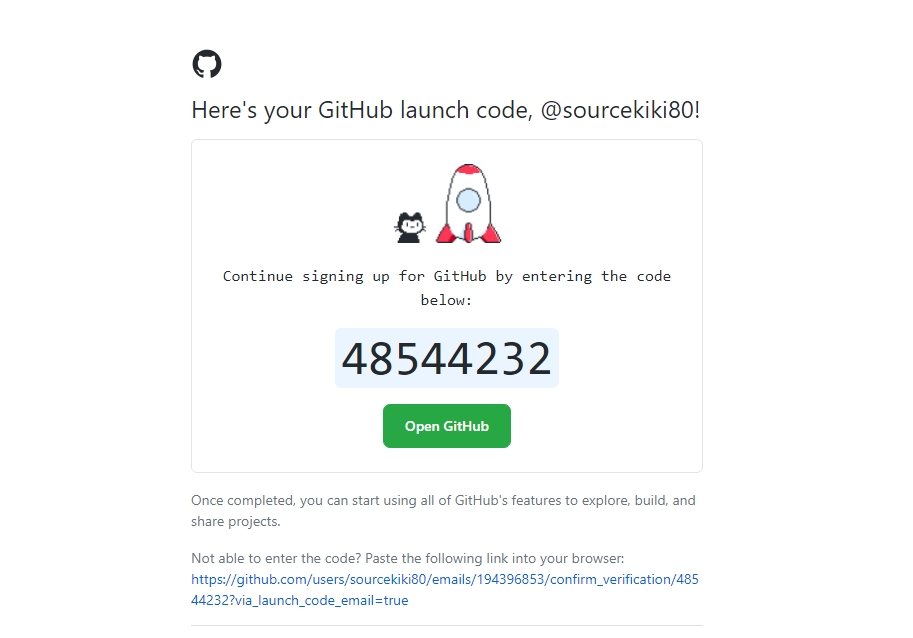 Here's your GitHub launch code, @sourcekiki80!
Continue signing up for GitHub by entering the code
below:
48544232
Open GitHub
Once completed, you can start using all of GitHub's features to explore, build, and
share projects.
Not able to enter the code? Paste the following link into your browser:
https://github.com/users/sourcekiki80/emails/194396853/confirm_verification/485
44232?via_launch_code_email=true